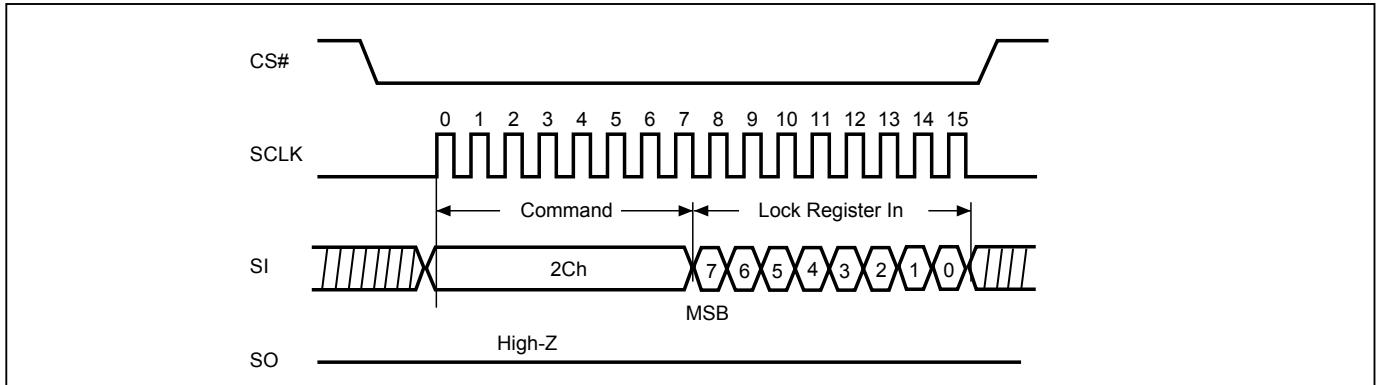 CS#
0 1 2 3 4 5 6 7 8 9 10 11 12 13 14 15
SCLK
Command Lock Register In
SI 2Ch 7 6 5 4 3 2 1 0
MSB
High-Z
SO